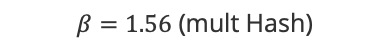 β = 1.56 (mult Hash)